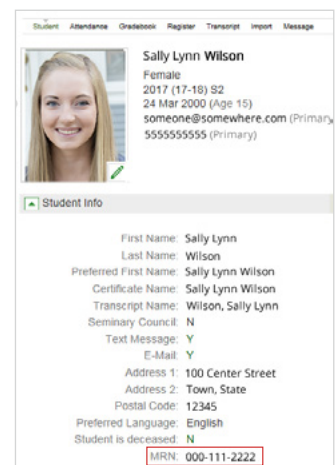 Student Attendance Gradebook Register Transcript Import Message
Sally Lynn Wilson
Female
2017 (17-18) S2
24 Mar 2000 (Age 15)
someone@somewhere.com (Primary
5555555555 (Primary)
Student Info
First Name: Sally Lynn
Last Name: Wilson
Preferred First Name: Sally Lynn Wilson
Certificate Name: Sally Lynn Wilson
Transcript Name: Wilson, Sally Lynn
Seminary Council: N
Text Message: Y
E-Mail: Y
Address 1: 100 Center Street
Address 2: Town, State
Postal Code: 12345
Preferred Language: English
Student is deceased: N
MRN: 000-111-2222